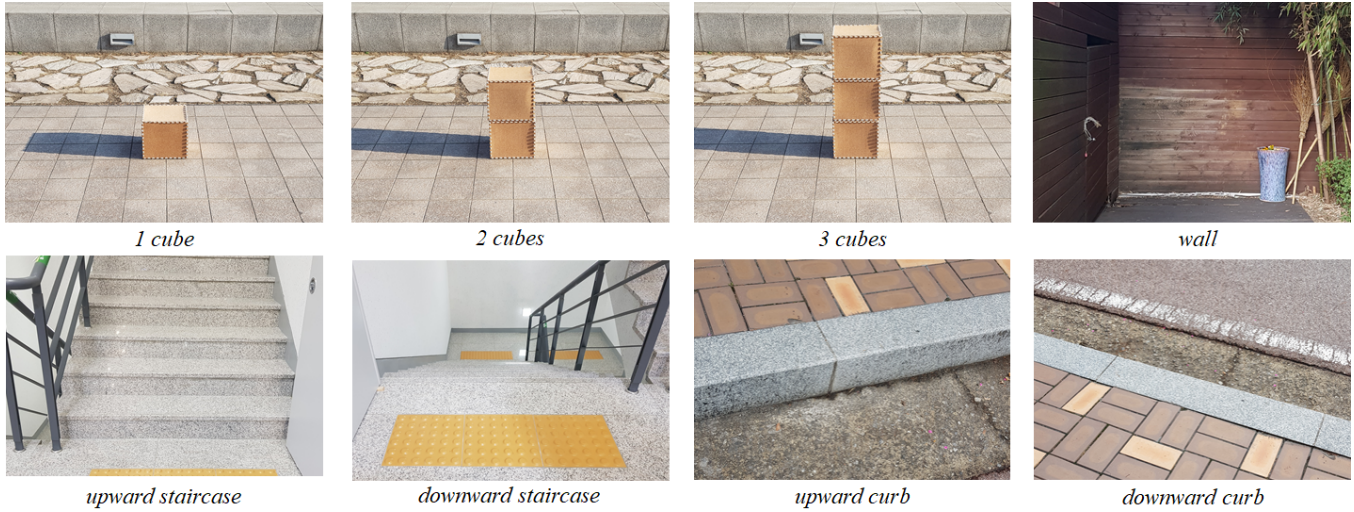 1 cube
2 cubes
3 cubes
wall
upward staircase
downward staircase
upward curb
downward curb